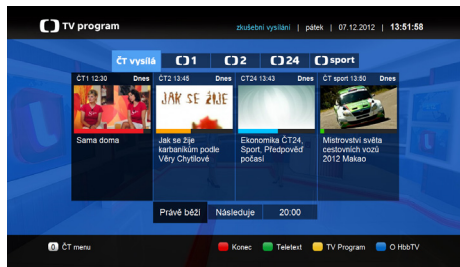 TV program
zkušební vysílání | pátek | 07.12.2012 | 13:51:58
ČT vysílá 1 2 24 sport
ČT1 12:30 Dnes
ČT2 13:45 Dnes
ČT24 13:43 Dnes
ČT sport 13:50 Dnes
JAK SE ŽIJE
Sama doma
Jak se žije
karbaníkům podle
Věry Chytilové
Ekonomika ČT24,
Sport, Předpověď
počasí
Mistrovství světa
cestovních vozů
2012 Makao
Právě běží Následuje 20:00
0 ČT menu
Konec Teletext TV Program O HbbTV